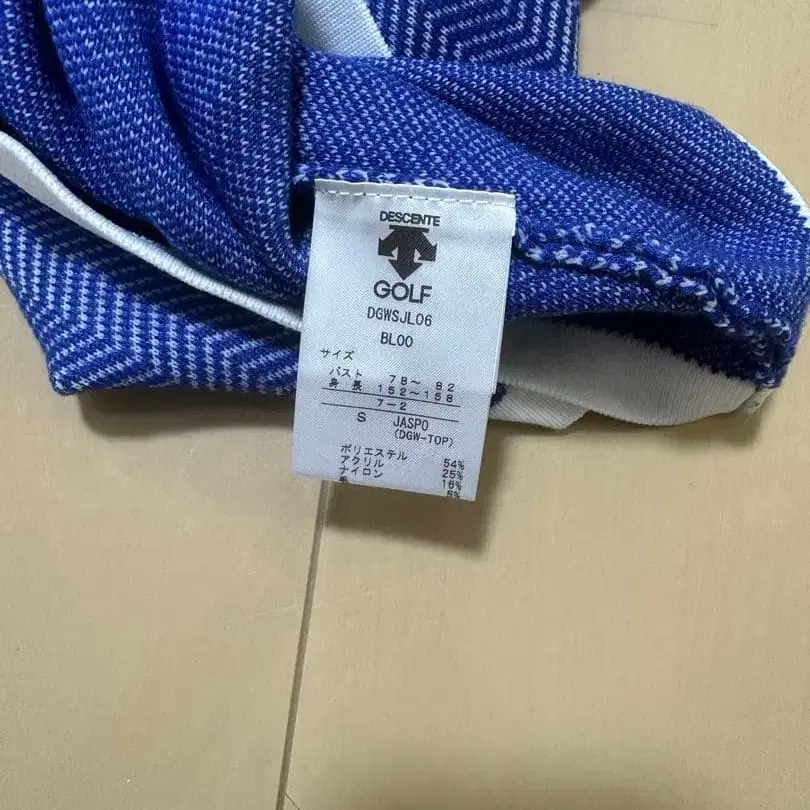 DESCENTE
GOLF
DGWSJL06
BL00
サイズ
バスト 78～ 82
身 長 152～158
7-2
S JASPO
(DGW-TOP)
ポリエステル 54%
アクリル 25%
ナイロン 16%
毛 5%